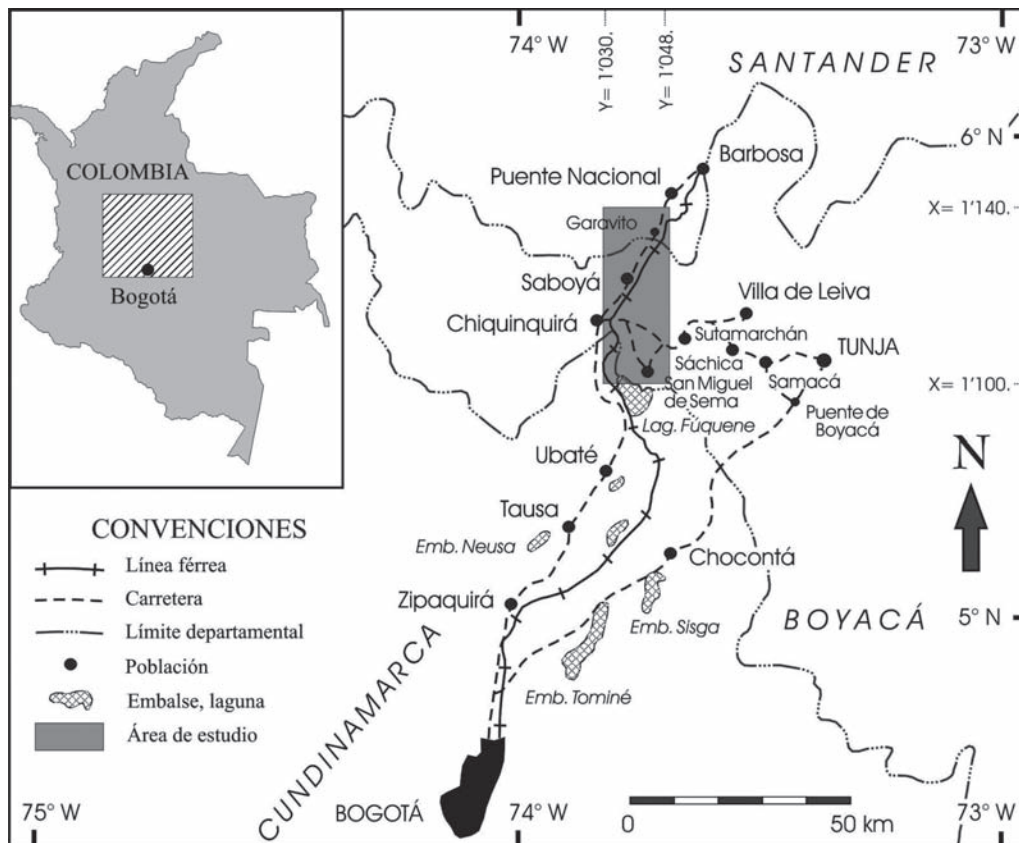 COLOMBIA
Bogotá
CONVENCIONES
Línea férrea
Carretera
Límite departamental
Población
Embalse, laguna
Área de estudio
74° W
Y= 1'030.
Y= 1'048.
73° W
SANTANDER
6° N
Barbosa
Puente Nacional
X= 1'140.
Garavito
Saboyá
Villa de Leiva
Chiquinquirá
Sutamarchán
TUNJA
Sáchica
Samacá
San Miguel
de Sema
X= 1'100.
Puente de
Boyacá
Lag. Fúquene
Ubaté
N
Tausa
Emb. Neusa
Chocontá
Zipaquirá
5° N
Emb. Sisga
BOYACÁ
Emb. Tominé
CUNDINAMARCA
BOGOTÁ
0
50 km
75° W
74° W
73° W